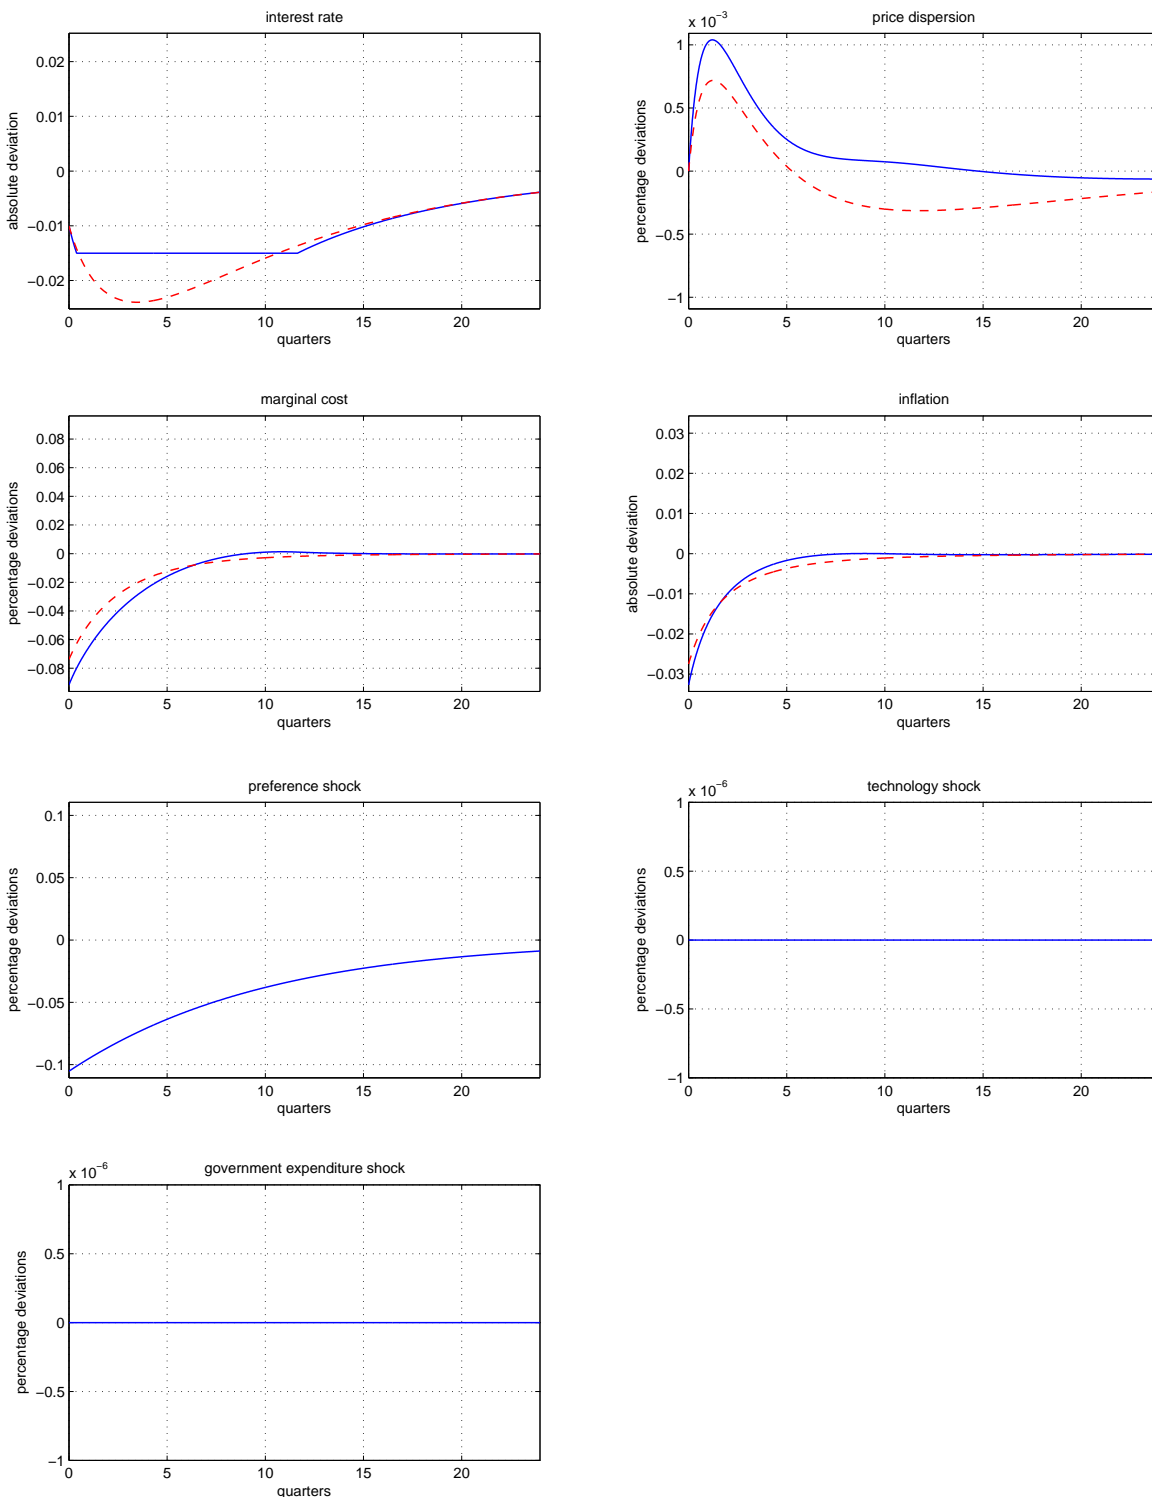 interest rate
0.02
0.01
0
−0.01
−0.02
absolute deviation
0 5 10 15 20
quarters
price dispersion
x 10−3
1
0.5
0
−0.5
−1
percentage deviations
0 5 10 15 20
quarters
marginal cost
0.08
0.06
0.04
0.02
0
−0.02
−0.04
−0.06
−0.08
percentage deviations
0 5 10 15 20
quarters
inflation
0.03
0.02
0.01
0
−0.01
−0.02
−0.03
absolute deviation
0 5 10 15 20
quarters
preference shock
0.1
0.05
0
−0.05
−0.1
percentage deviations
0 5 10 15 20
quarters
technology shock
x 10−6
1
0.5
0
−0.5
−1
percentage deviations
0 5 10 15 20
quarters
government expenditure shock
x 10−6
1
0.5
0
−0.5
−1
percentage deviations
0 5 10 15 20
quarters